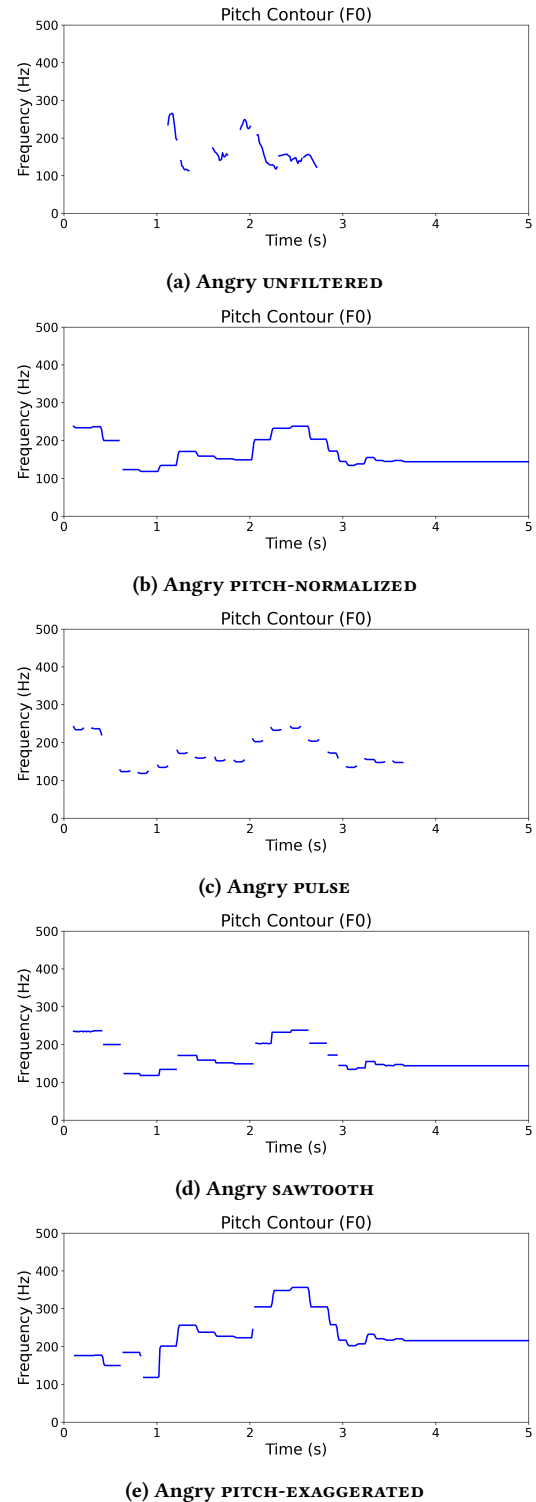 Pitch Contour (F0)
500
400
300
200
100
0
Frequency (Hz)
0 1 2 3 4 5
Time (s)
(a) Angry UNFILTERED
Pitch Contour (F0)
500
400
300
200
100
0
Frequency (Hz)
0 1 2 3 4 5
Time (s)
(b) Angry PITCH-NORMALIZED
Pitch Contour (F0)
500
400
300
200
100
0
Frequency (Hz)
0 1 2 3 4 5
Time (s)
(c) Angry PULSE
Pitch Contour (F0)
500
400
300
200
100
0
Frequency (Hz)
0 1 2 3 4 5
Time (s)
(d) Angry SAWTOOTH
Pitch Contour (F0)
500
400
300
200
100
0
Frequency (Hz)
0 1 2 3 4 5
Time (s)
(e) Angry PITCH-EXAGGERATED